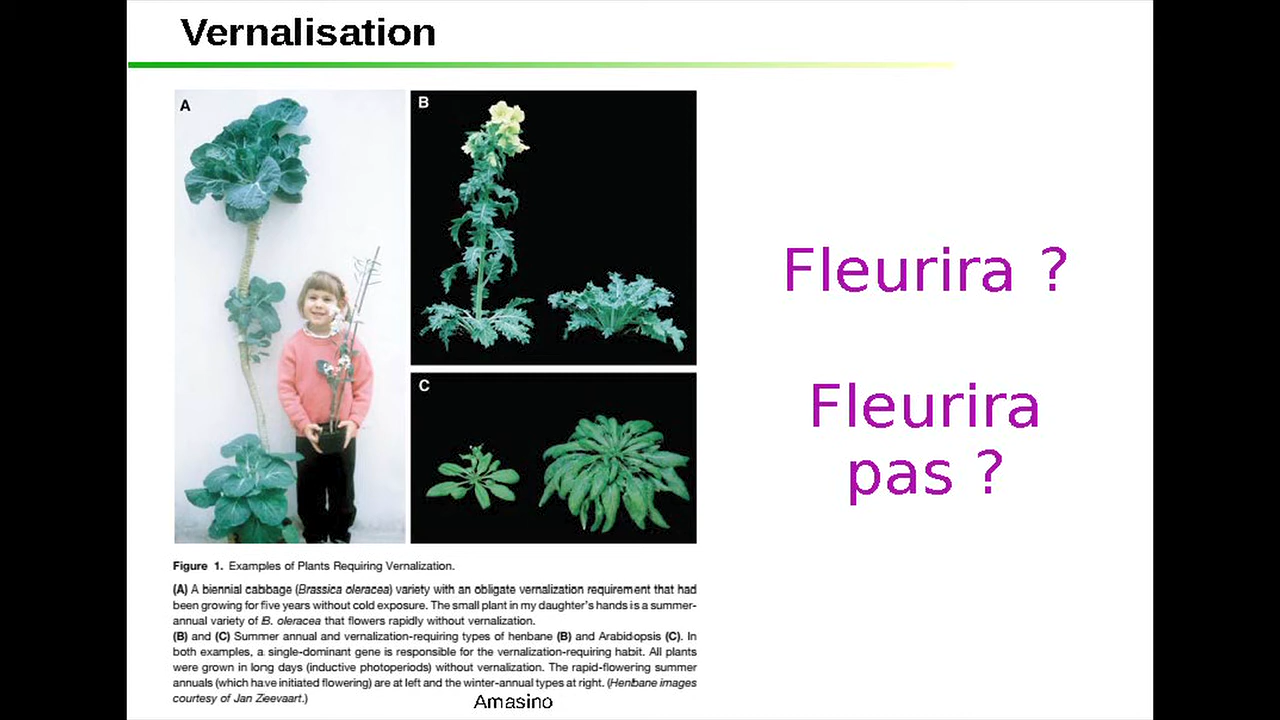 Vernalisation
A
B
C
Fleurira ?
Fleurira
pas ?
Figure 1. Examples of Plants Requiring Vernalization.
(A) A biennial cabbage (Brassica oleracea) variety with an obligate vernalization requirement that had
been growing for five years without cold exposure. The small plant in my daughter's hands is a summer-
annual variety of B. oleracea that flowers rapidly without vernalization.
(B) and (C) Summer annual and vernalization-requiring types of henbane (B) and Arabidopsis (C). In
both examples, a single-dominant gene is responsible for the vernalization-requiring habit. All plants
were grown in long days (inductive photoperiods) without vernalization. The rapid-flowering summer
annuals (which have initiated flowering) are at left and the winter-annual types at right. (Henbane images
courtesy of Jan Zeevaart.)
Amasino